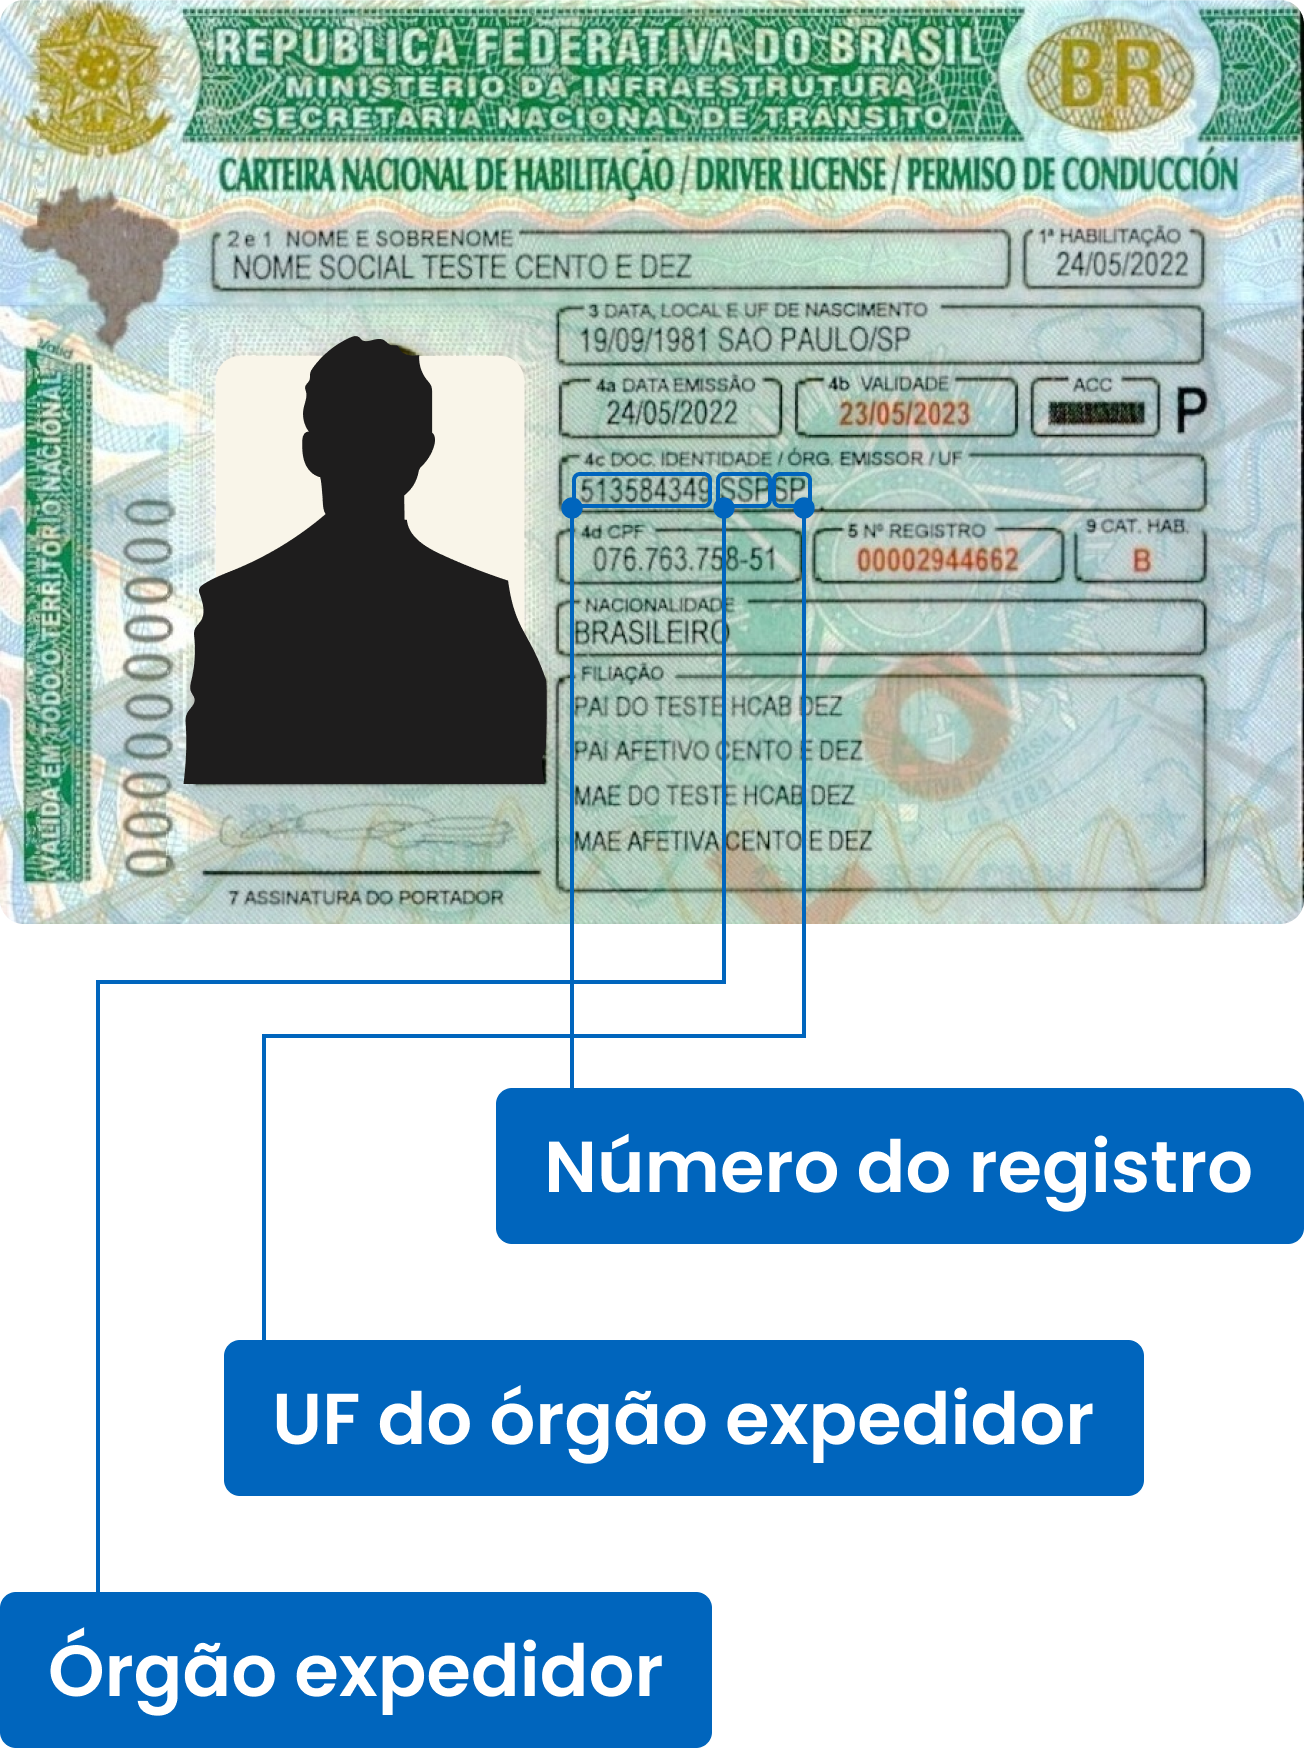 REPÚBLICA FEDERATIVA DO BRASIL
MINISTÉRIO DA INFRAESTRUTURA
SECRETARIA NACIONAL DE TRÂNSITO
BR
CARTEIRA NACIONAL DE HABILITAÇÃO / DRIVER LICENSE / PERMISO DE CONDUCCIÓN
2 e 1 NOME E SOBRENOME
NOME SOCIAL TESTE CENTO E DEZ
1ª HABILITAÇÃO
24/05/2022
3 DATA, LOCAL E UF DE NASCIMENTO
19/09/1981 SAO PAULO/SP
4a DATA EMISSÃO
24/05/2022
4b VALIDADE
23/05/2023
ACC
P
4c DOC. IDENTIDADE / ÓRG. EMISSOR / UF
513584349 SSP SP
4d CPF
076.763.758-51
5 Nº REGISTRO
00002944662
9 CAT. HAB.
B
NACIONALIDADE
BRASILEIRO
FILIAÇÃO
PAI DO TESTE HCAB DEZ
PAI AFETIVO CENTO E DEZ
MAE DO TESTE HCAB DEZ
MAE AFETIVA CENTO E DEZ
Valid
VÁLIDA EM TODO O TERRITÓRIO NACIONAL
0000000000
7 ASSINATURA DO PORTADOR
Número do registro
UF do órgão expedidor
Órgão expedidor